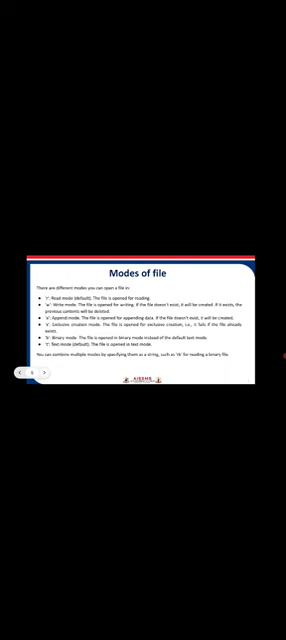 Modes of file
There are different modes you can open a file in:
● 'r': Read mode (default). The file is opened for reading.
● 'w': Write mode. The file is opened for writing. If the file doesn't exist, it will be created. If it exists, the
previous contents will be deleted.
● 'a': Append mode. The file is opened for appending data. If the file doesn't exist, it will be created.
● 'x': Exclusive creation mode. The file is opened for exclusive creation, i.e., it fails if the file already
exists.
● 'b': Binary mode. The file is opened in binary mode instead of the default text mode.
● 't': Text mode (default). The file is opened in text mode.
You can combine multiple modes by specifying them as a string, such as 'rb' for reading a binary file.